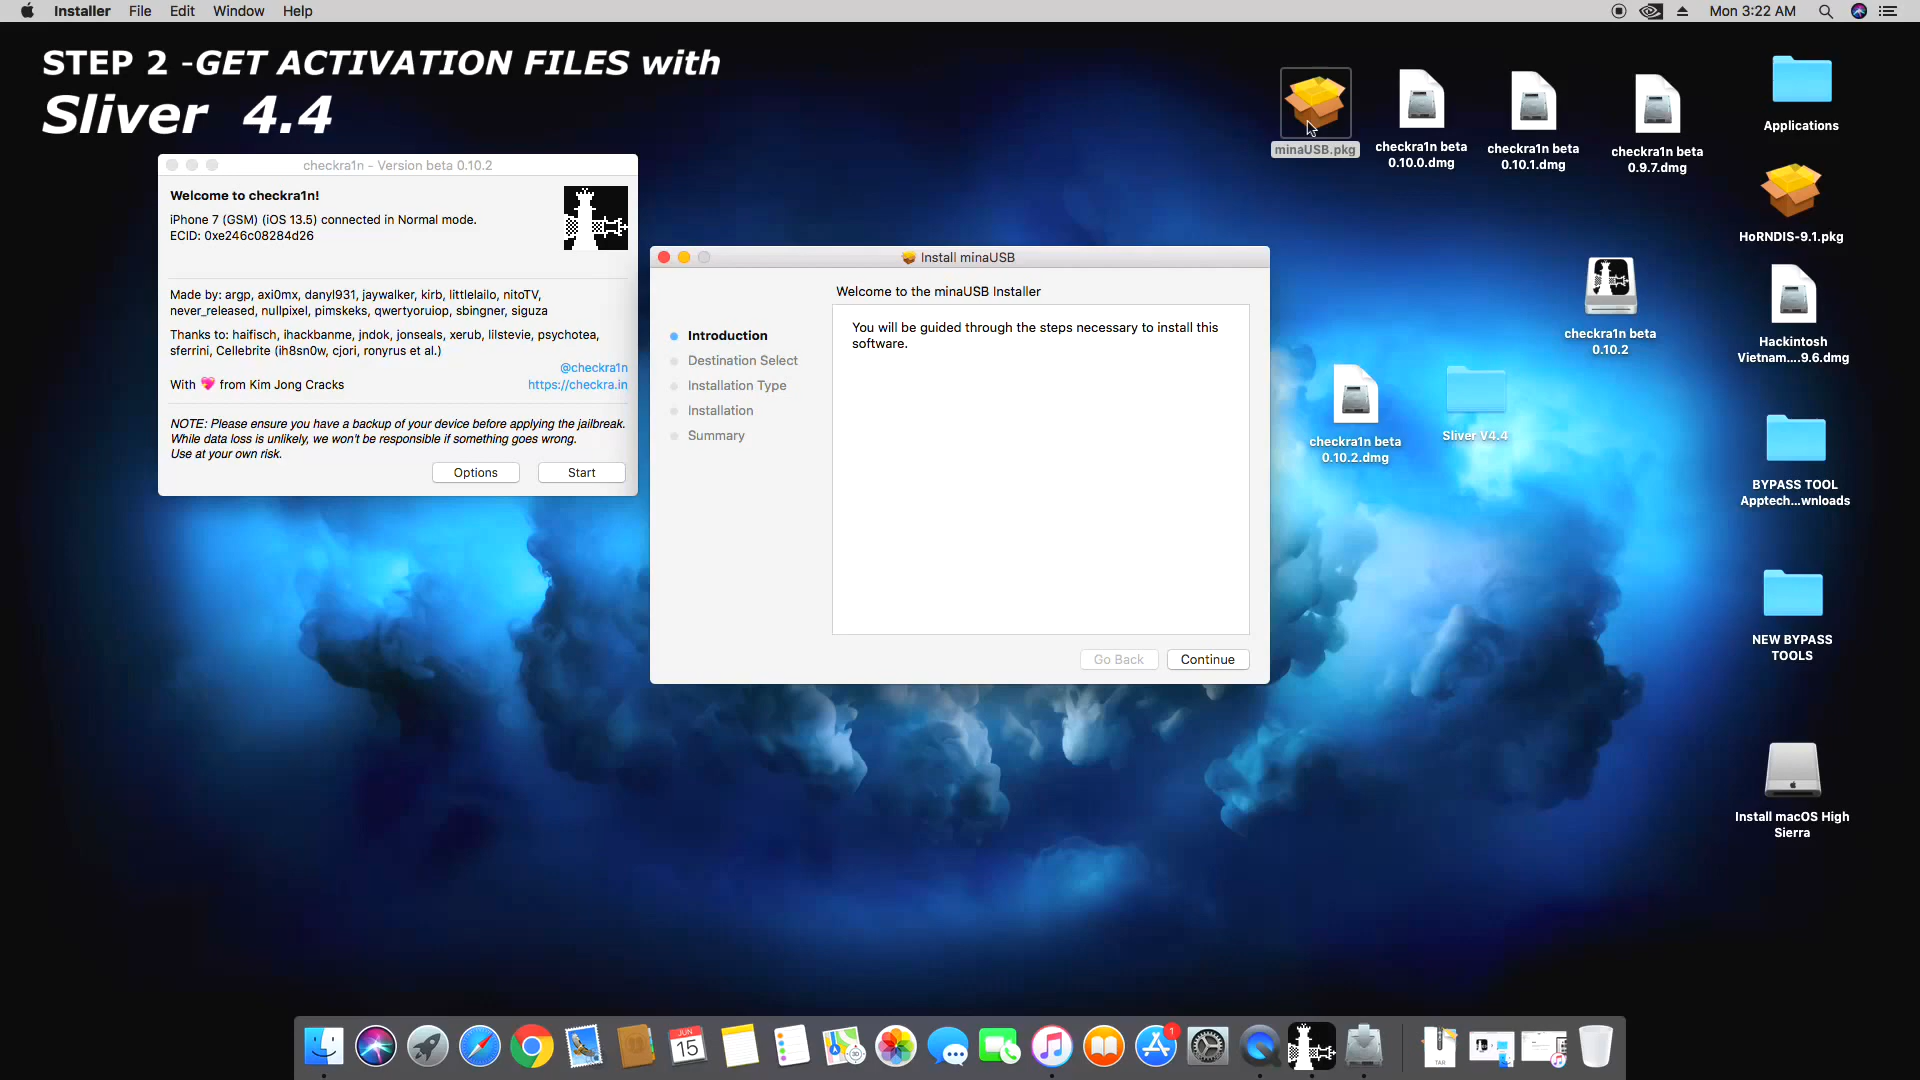 Installer File Edit Window Help
Mon 3:22 AM
STEP 2 -GET ACTIVATION FILES with
Sliver 4.4
checkra1n - Version beta 0.10.2
Welcome to checkra1n!
iPhone 7 (GSM) (iOS 13.5) connected in Normal mode.
ECID: 0xe246c08284d26
Made by: argp, axi0mx, danyl931, jaywalker, kirb, littlelailo, nitoTV,
never_released, nullpixel, pimskeks, qwertyoruiop, sbingner, siguza
Thanks to: haifisch, ihackbanme, jndok, jonseals, xerub, lilstevie, psychotea,
sferrini, Cellebrite (ih8sn0w, cjori, ronyrus et al.)
@checkra1n
With 💖 from Kim Jong Cracks
https://checkra.in
NOTE: Please ensure you have a backup of your device before applying the jailbreak.
While data loss is unlikely, we won't be responsible if something goes wrong.
Use at your own risk.
Options
Start
Install minaUSB
Welcome to the minaUSB Installer
You will be guided through the steps necessary to install this
software.
Introduction
Destination Select
Installation Type
Installation
Summary
Go Back
Continue
minaUSB.pkg
checkra1n beta
0.10.0.dmg
checkra1n beta
0.10.1.dmg
checkra1n beta
0.9.7.dmg
Applications
HoRNDIS-9.1.pkg
checkra1n beta
0.10.2
Hackintosh
Vietnam....9.6.dmg
checkra1n beta
0.10.2.dmg
Sliver V4.4
BYPASS TOOL
Apptech...wnloads
NEW BYPASS
TOOLS
Install macOS High
Sierra
JUN
15
3D
1
TAR